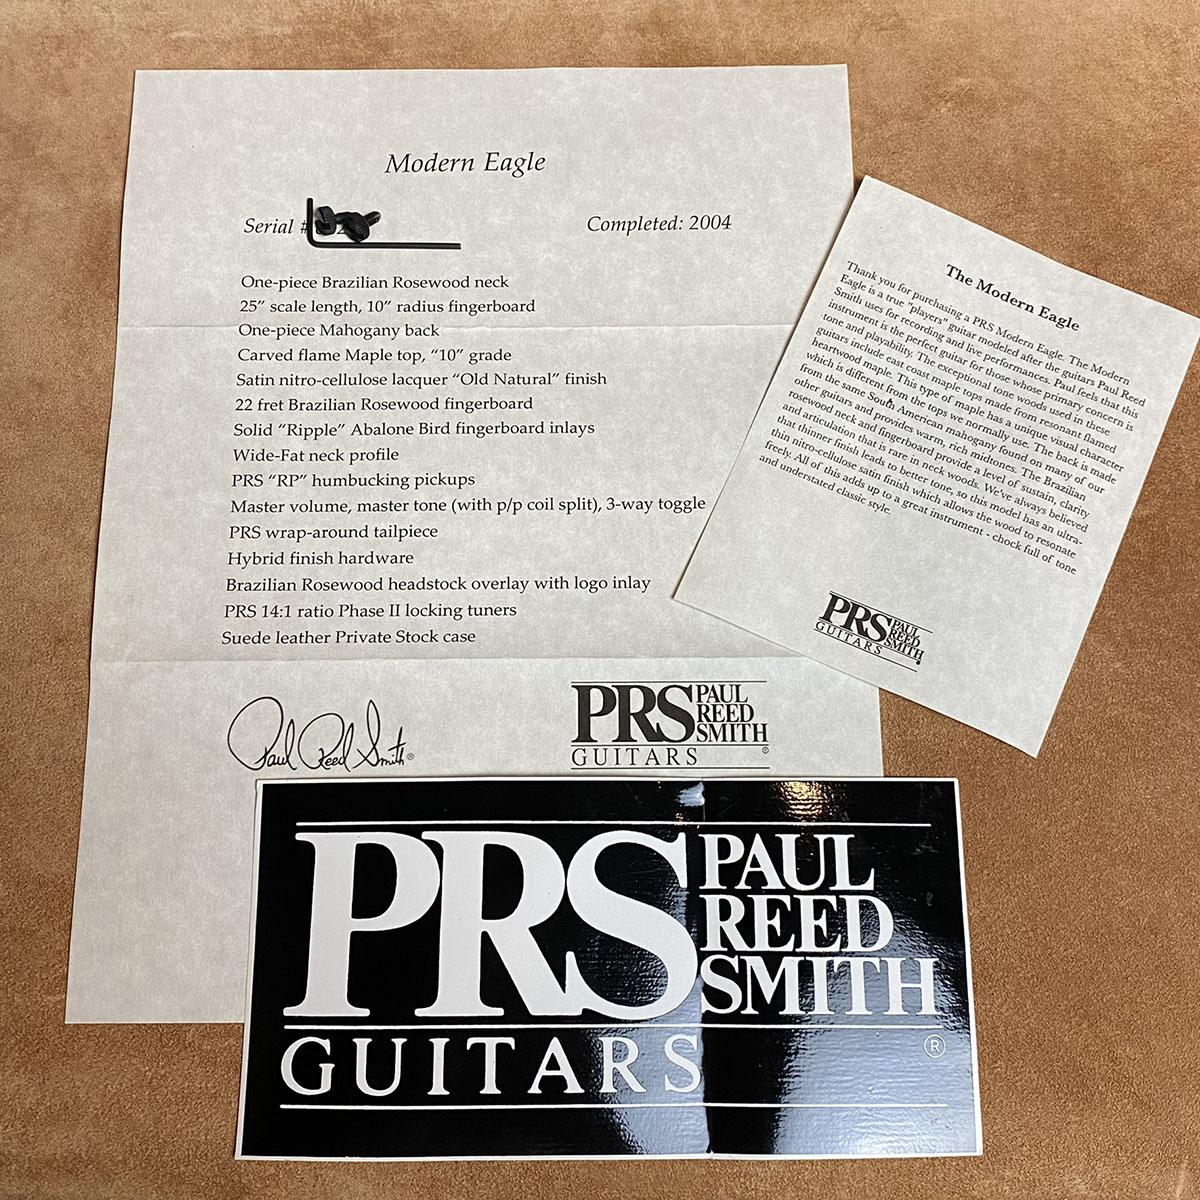 Modern Eagle
Serial #
Completed: 2004
One-piece Brazilian Rosewood neck
25” scale length, 10” radius fingerboard
One-piece Mahogany back
Carved flame Maple top, “10” grade
Satin nitro-cellulose lacquer “Old Natural” finish
22 fret Brazilian Rosewood fingerboard
Solid “Ripple” Abalone Bird fingerboard inlays
Wide-Fat neck profile
PRS “RP” humbucking pickups
Master volume, master tone (with p/p coil split), 3-way toggle
PRS wrap-around tailpiece
Hybrid finish hardware
Brazilian Rosewood headstock overlay with logo inlay
PRS 14:1 ratio Phase II locking tuners
Suede leather Private Stock case
Paul Reed Smith®
PRS PAUL
REED
SMITH
GUITARS ®
The Modern Eagle
Thank you for purchasing a PRS Modern Eagle. The Modern
Eagle is a true "players" guitar modeled after the guitars Paul Reed
Smith uses for recording and live performances. Paul feels that this
instrument is the perfect guitar for those whose primary concern is
tone and playability. The exceptional tone woods used in these
guitars include east coast maple tops made from resonant flamed
heartwood maple. This type of maple has a unique visual character
which is different from the tops we normally use. The back is made
from the same South American mahogany found on many of our
other guitars and provides warm, rich midtones. The Brazilian
rosewood neck and fingerboard provide a level of sustain, clarity
and articulation that is rare in neck woods. We've always believed
that thinner finish leads to better tone, so this model has an ultra-
thin nitro-cellulose satin finish which allows the wood to resonate
freely. All of this adds up to a great instrument - chock full of tone
and understated classic style.
PRS PAUL
REED
SMITH
GUITARS
PRS PAUL
REED
SMITH
GUITARS ®